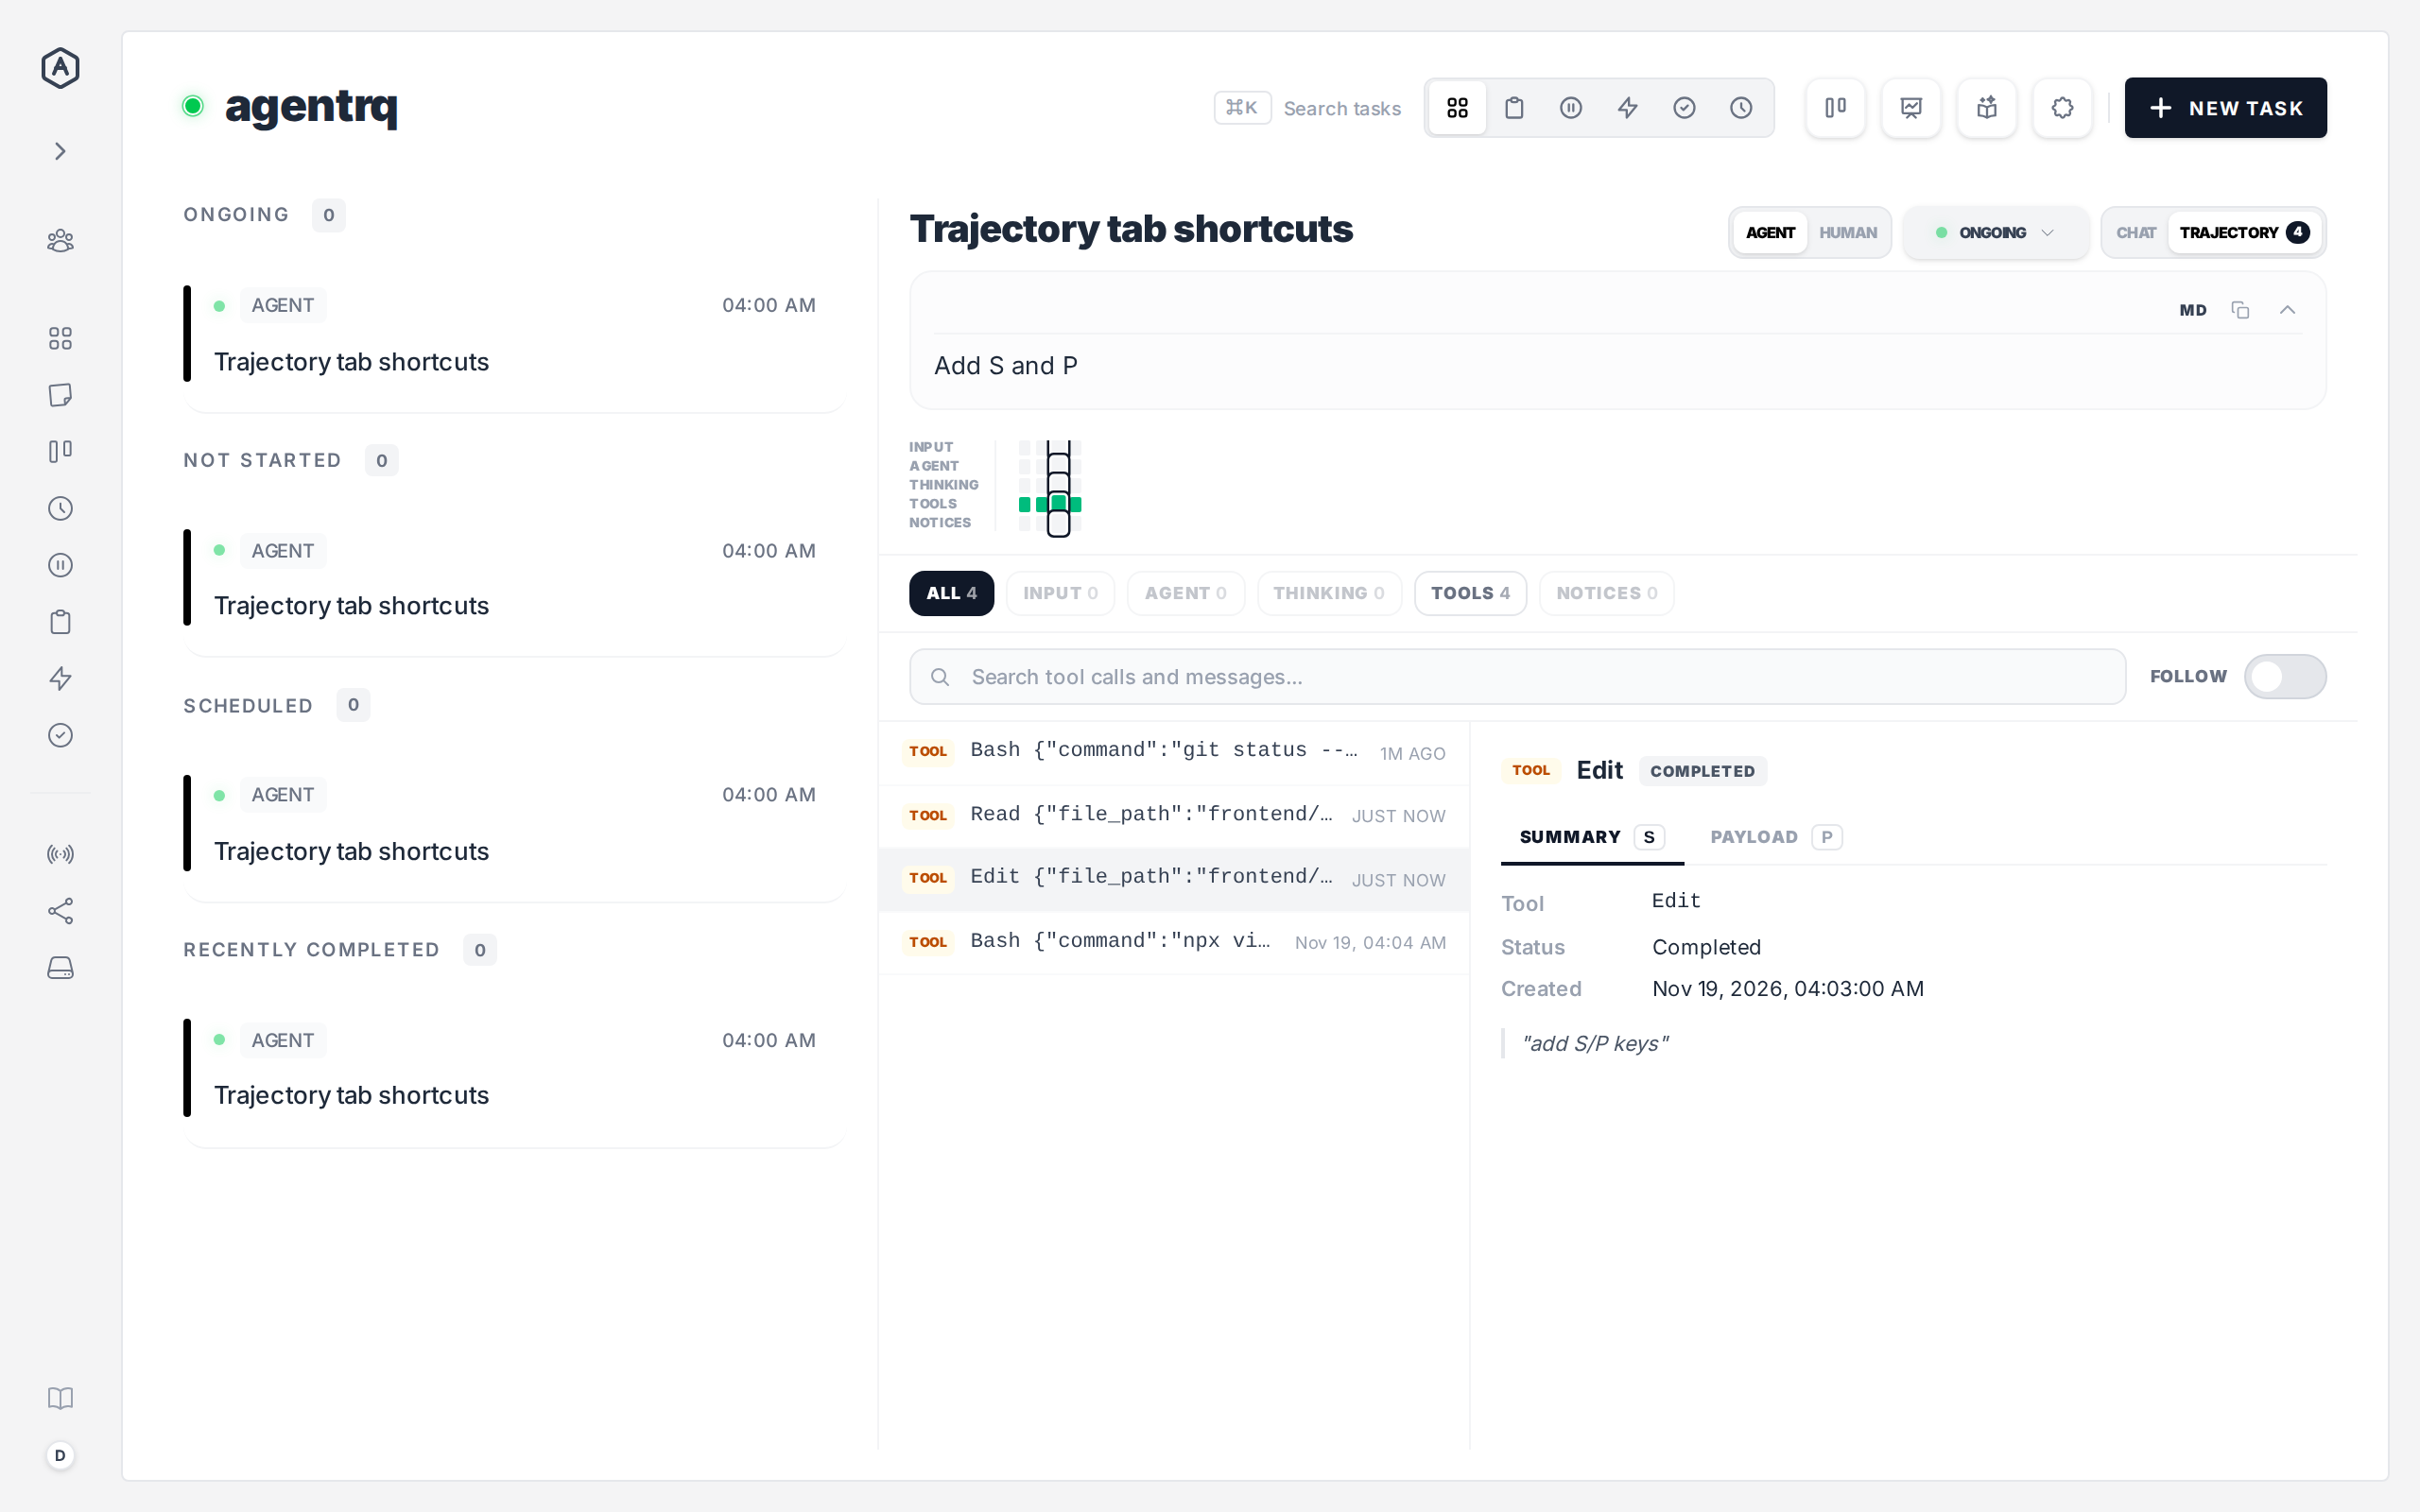 agentrq
⌘K Search tasks
NEW TASK
ONGOING 0
AGENT 04:00 AM
Trajectory tab shortcuts
NOT STARTED 0
AGENT 04:00 AM
Trajectory tab shortcuts
SCHEDULED 0
AGENT 04:00 AM
Trajectory tab shortcuts
RECENTLY COMPLETED 0
AGENT 04:00 AM
Trajectory tab shortcuts
D
Trajectory tab shortcuts
AGENT HUMAN ONGOING CHAT TRAJECTORY 4
MD
Add S and P
INPUT
AGENT
THINKING
TOOLS
NOTICES
ALL 4 INPUT 0 AGENT 0 THINKING 0 TOOLS 4 NOTICES 0
Search tool calls and messages... FOLLOW
TOOL Bash {"command":"git status --… 1M AGO
TOOL Read {"file_path":"frontend/… JUST NOW
TOOL Edit {"file_path":"frontend/… JUST NOW
TOOL Bash {"command":"npx vi… Nov 19, 04:04 AM
TOOL Edit COMPLETED
SUMMARY S PAYLOAD P
Tool Edit
Status Completed
Created Nov 19, 2026, 04:03:00 AM
"add S/P keys"